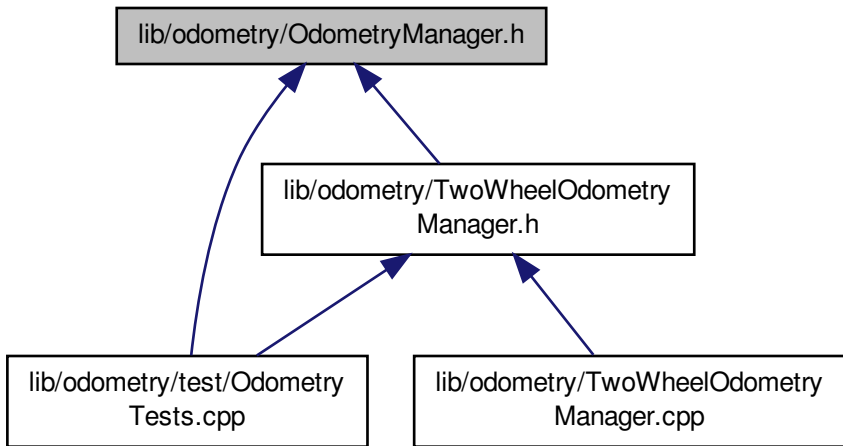 lib/odometry/OdometryManager.h
lib/odometry/TwoWheelOdometry
Manager.h
lib/odometry/test/Odometry
Tests.cpp
lib/odometry/TwoWheelOdometry
Manager.cpp